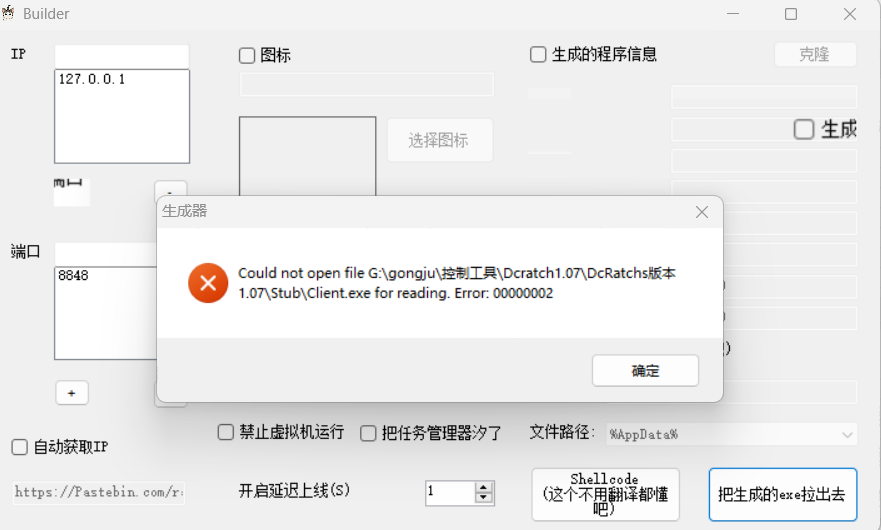 Builder
IP
图标
生成的程序信息
克隆
127.0.0.1
选择图标
生成
-
生成器
端口
Could not open file G:\gongju\控制工具\Dcratch1.07\DcRatchs版本
1.07\Stub\Client.exe for reading. Error: 00000002
8848
确定
+
自动获取IP
禁止虚拟机运行
把任务管理器汐了
文件路径:
%AppData%
https://Pastebin.com/r
开启延迟上线(S)
1
Shellcode
(这个不用翻译都懂
吧)
把生成的exe拉出去